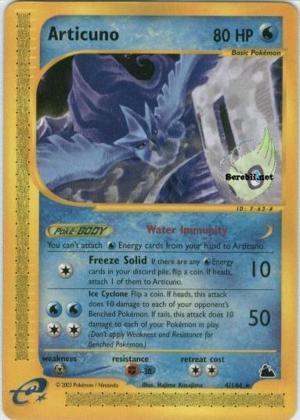 Articuno 80 HP
Basic Pokémon
Serebii.net
Poké-BODY Water Immunity
You can't attach Energy cards from your hand to Articuno.
Freeze Solid If there are any Energy
cards in your discard pile, flip a coin. If heads,
attach 1 of them to Articuno.
10
Ice Cyclone Flip a coin. If heads, this attack
does 10 damage to each of your opponent's
Benched Pokémon. If tails, this attack does 10
damage to each of your Pokémon in play.
(Don't apply Weakness and Resistance for
Benched Pokémon.)
50
weakness resistance retreat cost
-30
©2003 Pokémon / Nintendo Illus. Hajime Kusajima 4/144 ★